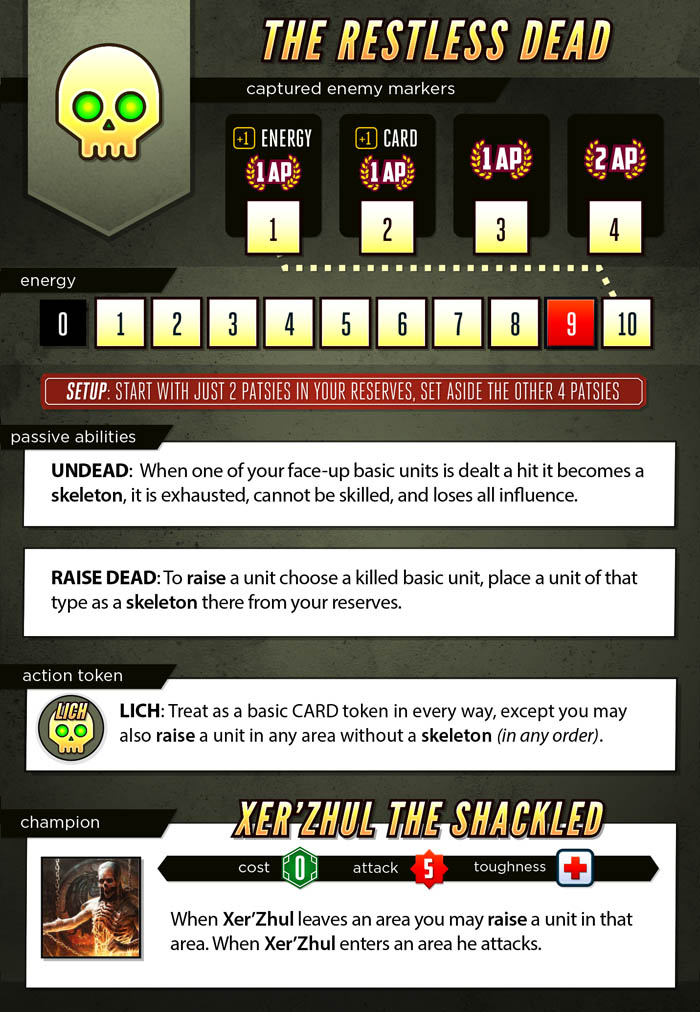 THE RESTLESS DEAD
captured enemy markers
+1 ENERGY
1 AP
1
+1 CARD
1 AP
2
1 AP
3
2 AP
4
energy
0 1 2 3 4 5 6 7 8 9 10
SETUP: START WITH JUST 2 PATSIES IN YOUR RESERVES, SET ASIDE THE OTHER 4 PATSIES
passive abilities
UNDEAD: When one of your face-up basic units is dealt a hit it becomes a
skeleton, it is exhausted, cannot be skilled, and loses all influence.
RAISE DEAD: To raise a unit choose a killed basic unit, place a unit of that
type as a skeleton there from your reserves.
action token
LICH
LICH: Treat as a basic CARD token in every way, except you may
also raise a unit in any area without a skeleton (in any order).
champion
XER'ZHUL THE SHACKLED
cost 0 attack 5 toughness
When Xer'Zhul leaves an area you may raise a unit in that
area. When Xer'Zhul enters an area he attacks.